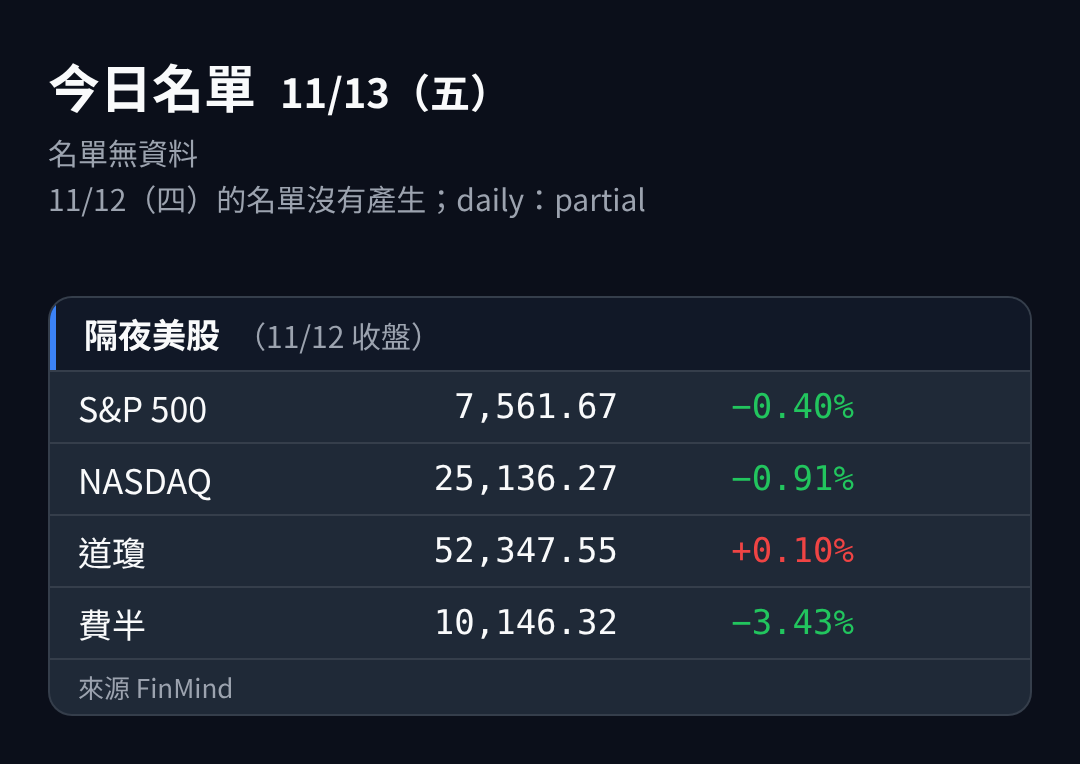 今日名單 11/13（五）
名單無資料
11/12（四）的名單沒有產生；daily：partial
隔夜美股 （11/12 收盤）
S&P 500 7,561.67 −0.40%
NASDAQ 25,136.27 −0.91%
道瓊 52,347.55 +0.10%
費半 10,146.32 −3.43%
來源 FinMind